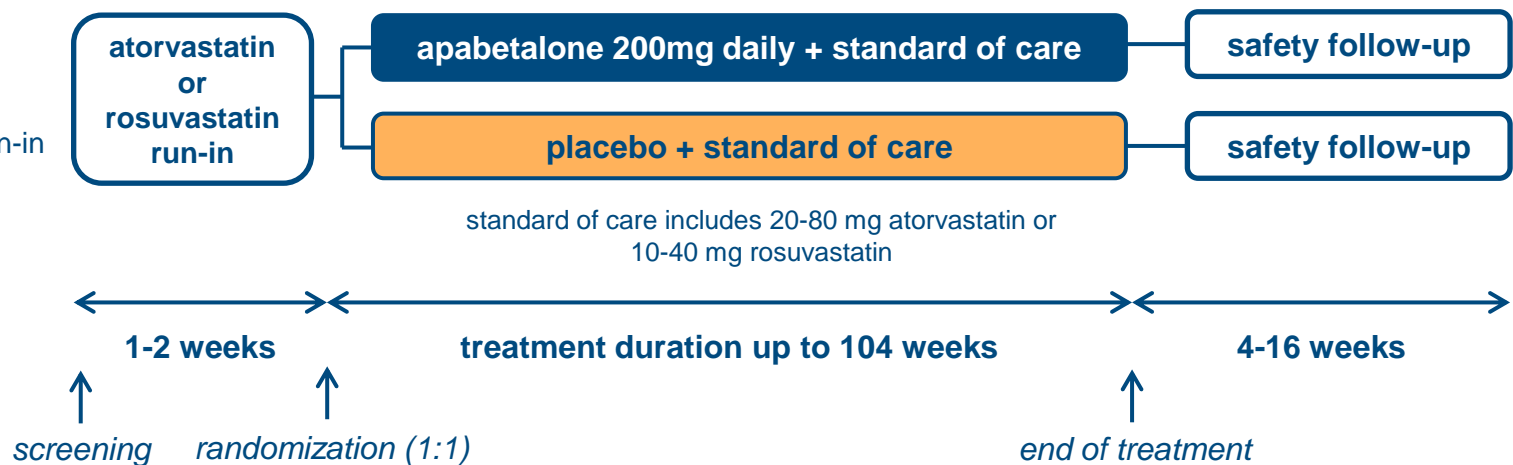 n-in
atorvastatin
or
rosuvastatin
run-in
apabetalone 200mg daily + standard of care
safety follow-up
placebo + standard of care
safety follow-up
standard of care includes 20-80 mg atorvastatin or
10-40 mg rosuvastatin
1-2 weeks
treatment duration up to 104 weeks
4-16 weeks
screening
randomization (1:1)
end of treatment